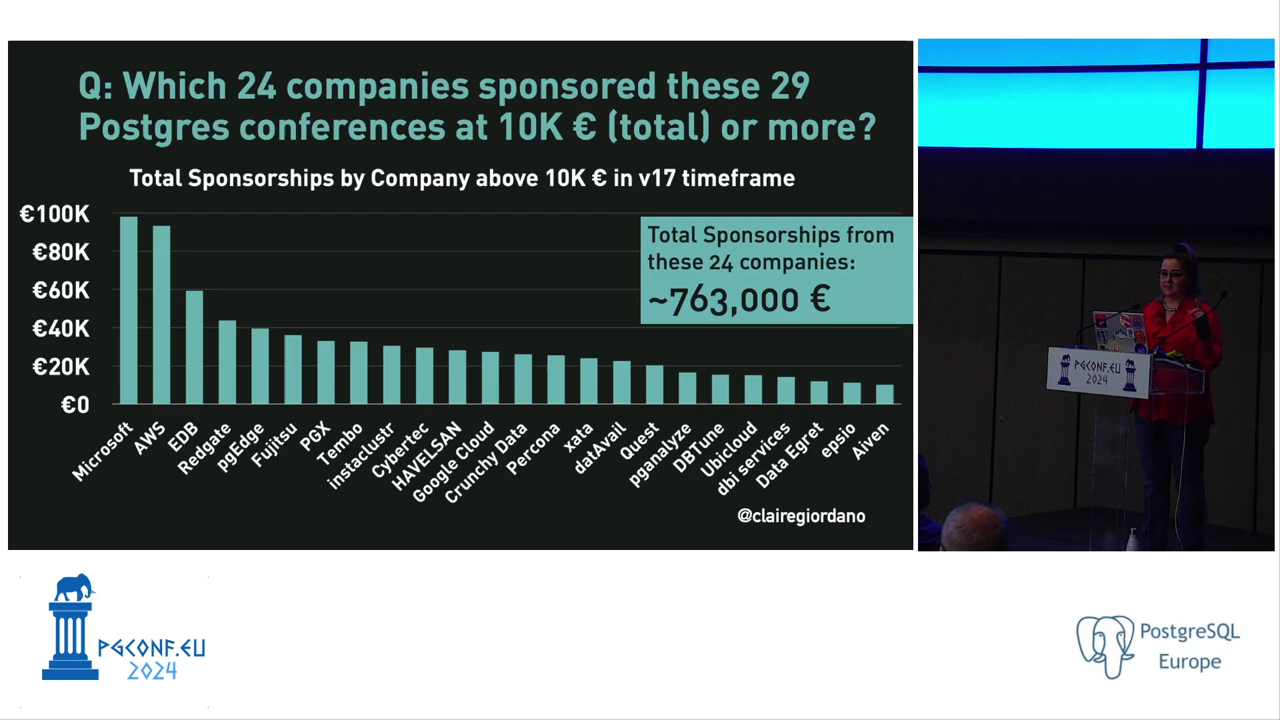 Q: Which 24 companies sponsored these 29
Postgres conferences at 10K € (total) or more?
Total Sponsorships by Company above 10K € in v17 timeframe
€100K
€80K
€60K
€40K
€20K
€0
Total Sponsorships from
these 24 companies:
~763,000 €
Microsoft
AWS
EDB
Redgate
pgEdge
Fujitsu
PGX
Tembo
instaclustr
Cybertec
HAVELSAN
Google Cloud
Crunchy Data
Percona
xata
datAvail
Quest
pganalyze
DBTune
Ubicloud
dbi services
Data Egret
epsio
Aiven
@clairegiordano
PGCONF.EU
2024
PGCONF.EU
2024
PostgreSQL
Europe